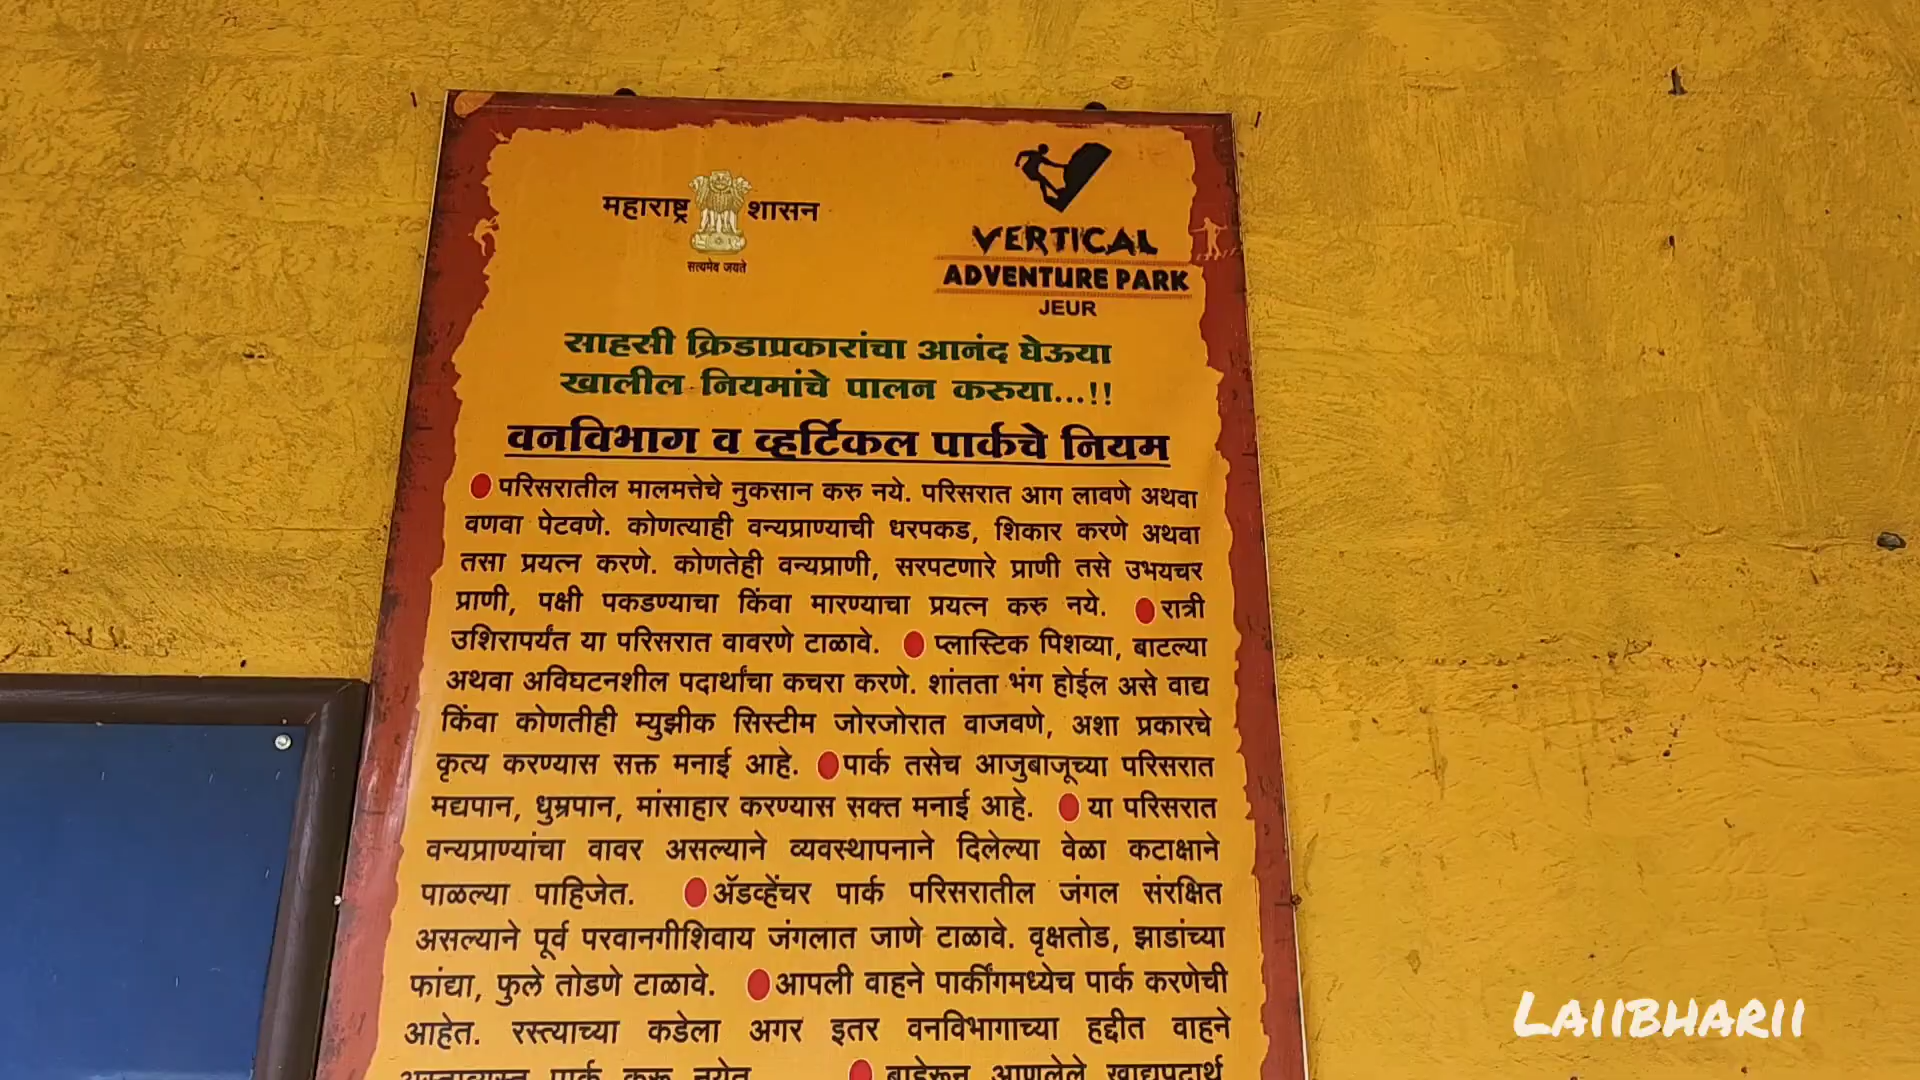 महाराष्ट्र शासन
सत्यमेव जयते
VERTICAL
ADVENTURE PARK
JEUR
साहसी क्रिडाप्रकारांचा आनंद घेऊया
खालील नियमांचे पालन करुया...!!
वनविभाग व व्हर्टिकल पार्कचे नियम
परिसरातील मालमत्तेचे नुकसान करु नये. परिसरात आग लावणे अथवा
वणवा पेटवणे. कोणत्याही वन्यप्राण्याची धरपकड, शिकार करणे अथवा
तसा प्रयत्न करणे. कोणतेही वन्यप्राणी, सरपटणारे प्राणी तसे उभयचर
प्राणी, पक्षी पकडण्याचा किंवा मारण्याचा प्रयत्न करु नये. रात्री
उशिरापर्यंत या परिसरात वावरणे टाळावे. प्लास्टिक पिशव्या, बाटल्या
अथवा अविघटनशील पदार्थांचा कचरा करणे. शांतता भंग होईल असे वाद्य
किंवा कोणतीही म्युझीक सिस्टीम जोरजोरात वाजवणे, अशा प्रकारचे
कृत्य करण्यास सक्त मनाई आहे. पार्क तसेच आजुबाजूच्या परिसरात
मद्यपान, धुम्रपान, मांसाहार करण्यास सक्त मनाई आहे. या परिसरात
वन्यप्राण्यांचा वावर असल्याने व्यवस्थापनाने दिलेल्या वेळा कटाक्षाने
पाळल्या पाहिजेत. ॲडव्हेंचर पार्क परिसरातील जंगल संरक्षित
असल्याने पूर्व परवानगीशिवाय जंगलात जाणे टाळावे. वृक्षतोड, झाडांच्या
फांद्या, फुले तोडणे टाळावे. आपली वाहने पार्कींगमध्येच पार्क करणेची
आहेत. रस्त्याच्या कडेला अगर इतर वनविभागाच्या हद्दीत वाहने
अस्ताव्यस्त पार्क करू नयेत बाहेरून आणलेले खाद्यपदार्थ
LAIIBHARII